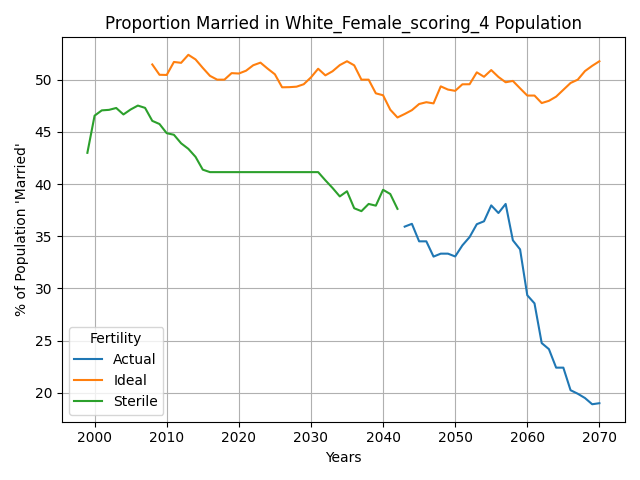 Proportion Married in White_Female_scoring_4 Population
% of Population 'Married'
50
45
40
35
30
25
20
Fertility
Actual
Ideal
Sterile
2000 2010 2020 2030 2040 2050 2060 2070
Years